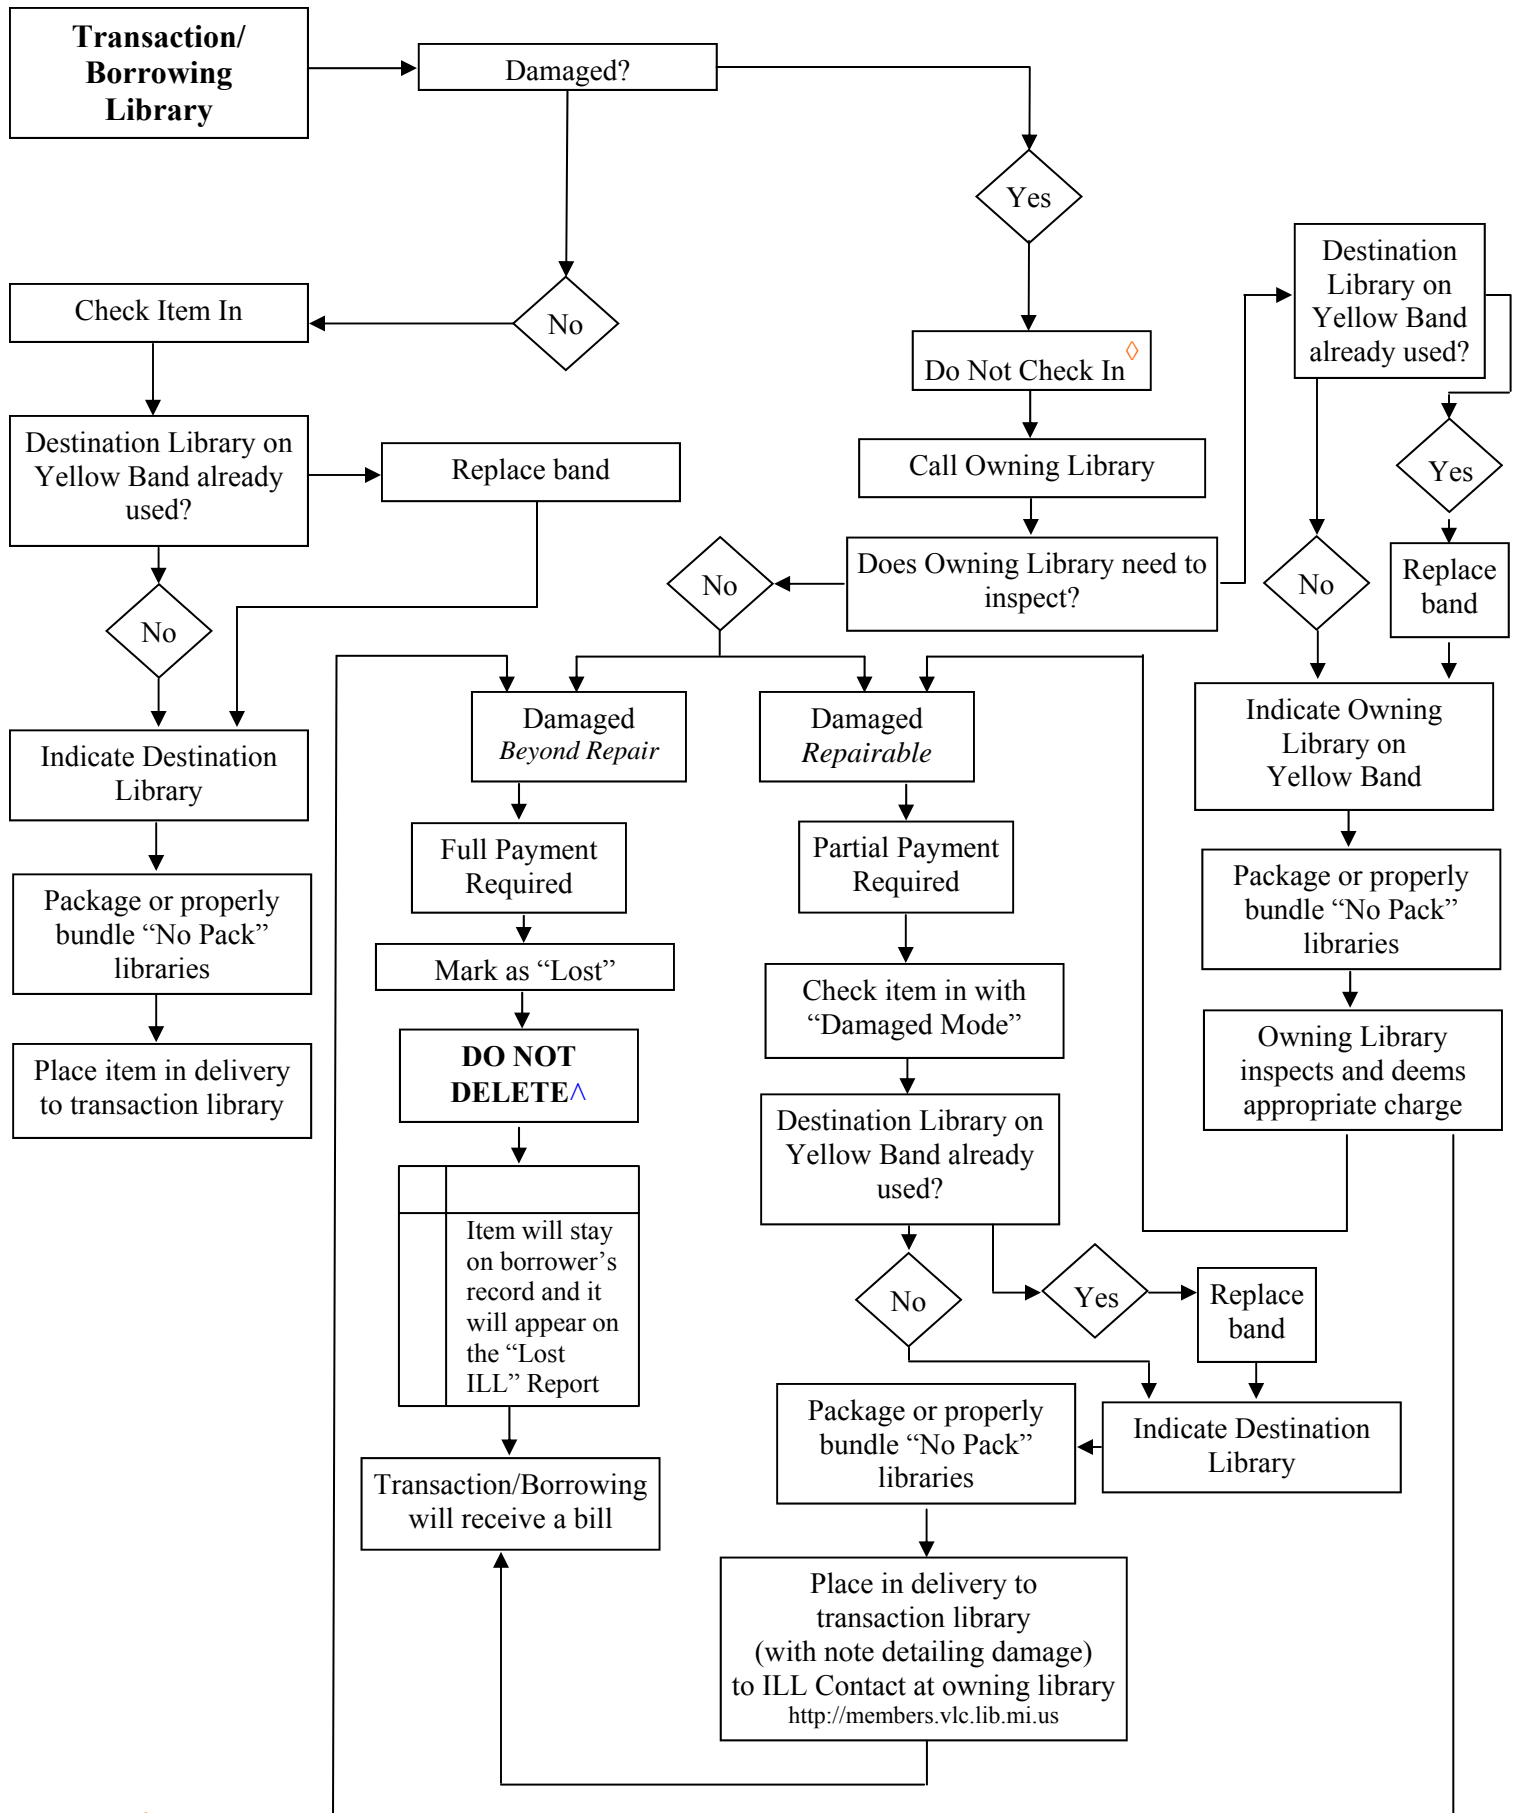 Transaction/
Borrowing
Library
Damaged?
Yes
No
Check Item In
Destination Library on
Yellow Band already
used?
Replace band
No
Indicate Destination
Library
Package or properly
bundle “No Pack”
libraries
Place item in delivery
to transaction library
Do Not Check In◊
Call Owning Library
Does Owning Library need to
inspect?
No
Damaged
Beyond Repair
Full Payment
Required
Mark as “Lost”
DO NOT
DELETE^
Item will stay
on borrower’s
record and it
will appear on
the “Lost
ILL” Report
Transaction/Borrowing
will receive a bill
Damaged
Repairable
Partial Payment
Required
Check item in with
“Damaged Mode”
Destination Library on
Yellow Band already
used?
No
Yes
Replace
band
Indicate Destination
Library
Package or properly
bundle “No Pack”
libraries
Place in delivery to
transaction library
(with note detailing damage)
to ILL Contact at owning library
http://members.vlc.lib.mi.us
Destination
Library on
Yellow Band
already used?
Yes
No
Replace
band
Indicate Owning
Library on
Yellow Band
Package or properly
bundle “No Pack”
libraries
Owning Library
inspects and deems
appropriate charge